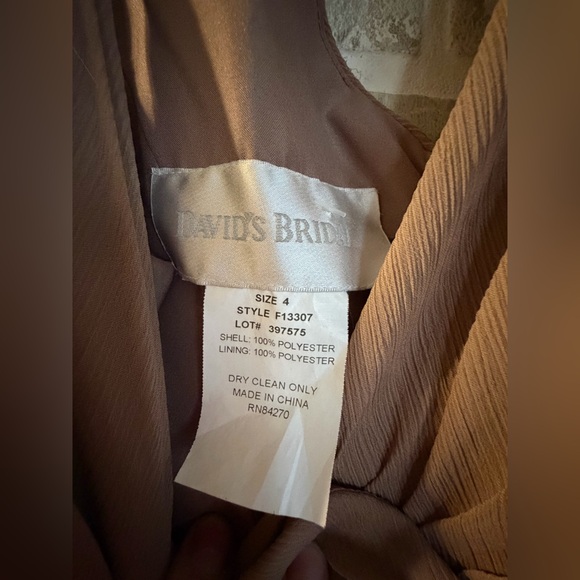 DAVID'S BRIDAL
SIZE 4
STYLE F13307
LOT# 397575
SHELL: 100% POLYESTER
LINING: 100% POLYESTER
DRY CLEAN ONLY
MADE IN CHINA
RN84270